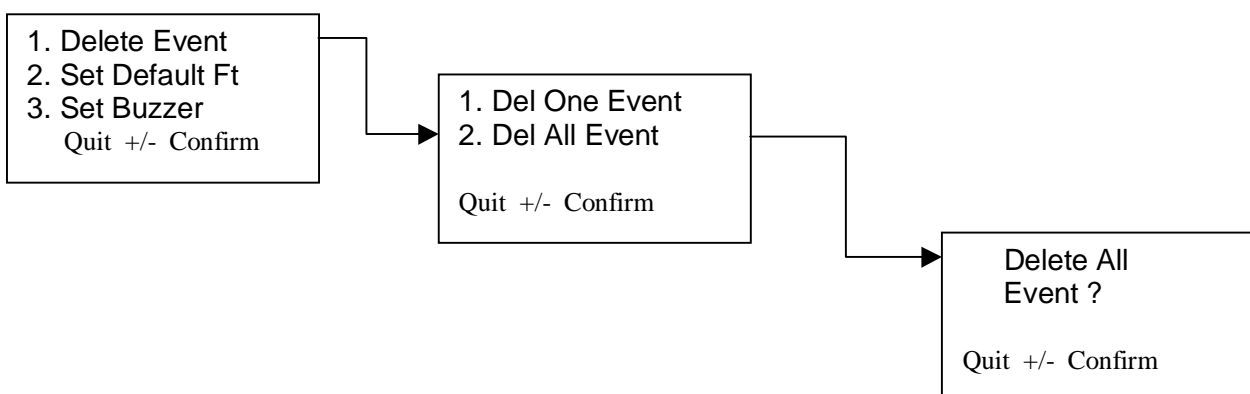 1. Delete Event
2. Set Default Ft
3. Set Buzzer
Quit +/- Confirm
1. Del One Event
2. Del All Event
Quit +/- Confirm
Delete All
Event ?
Quit +/- Confirm